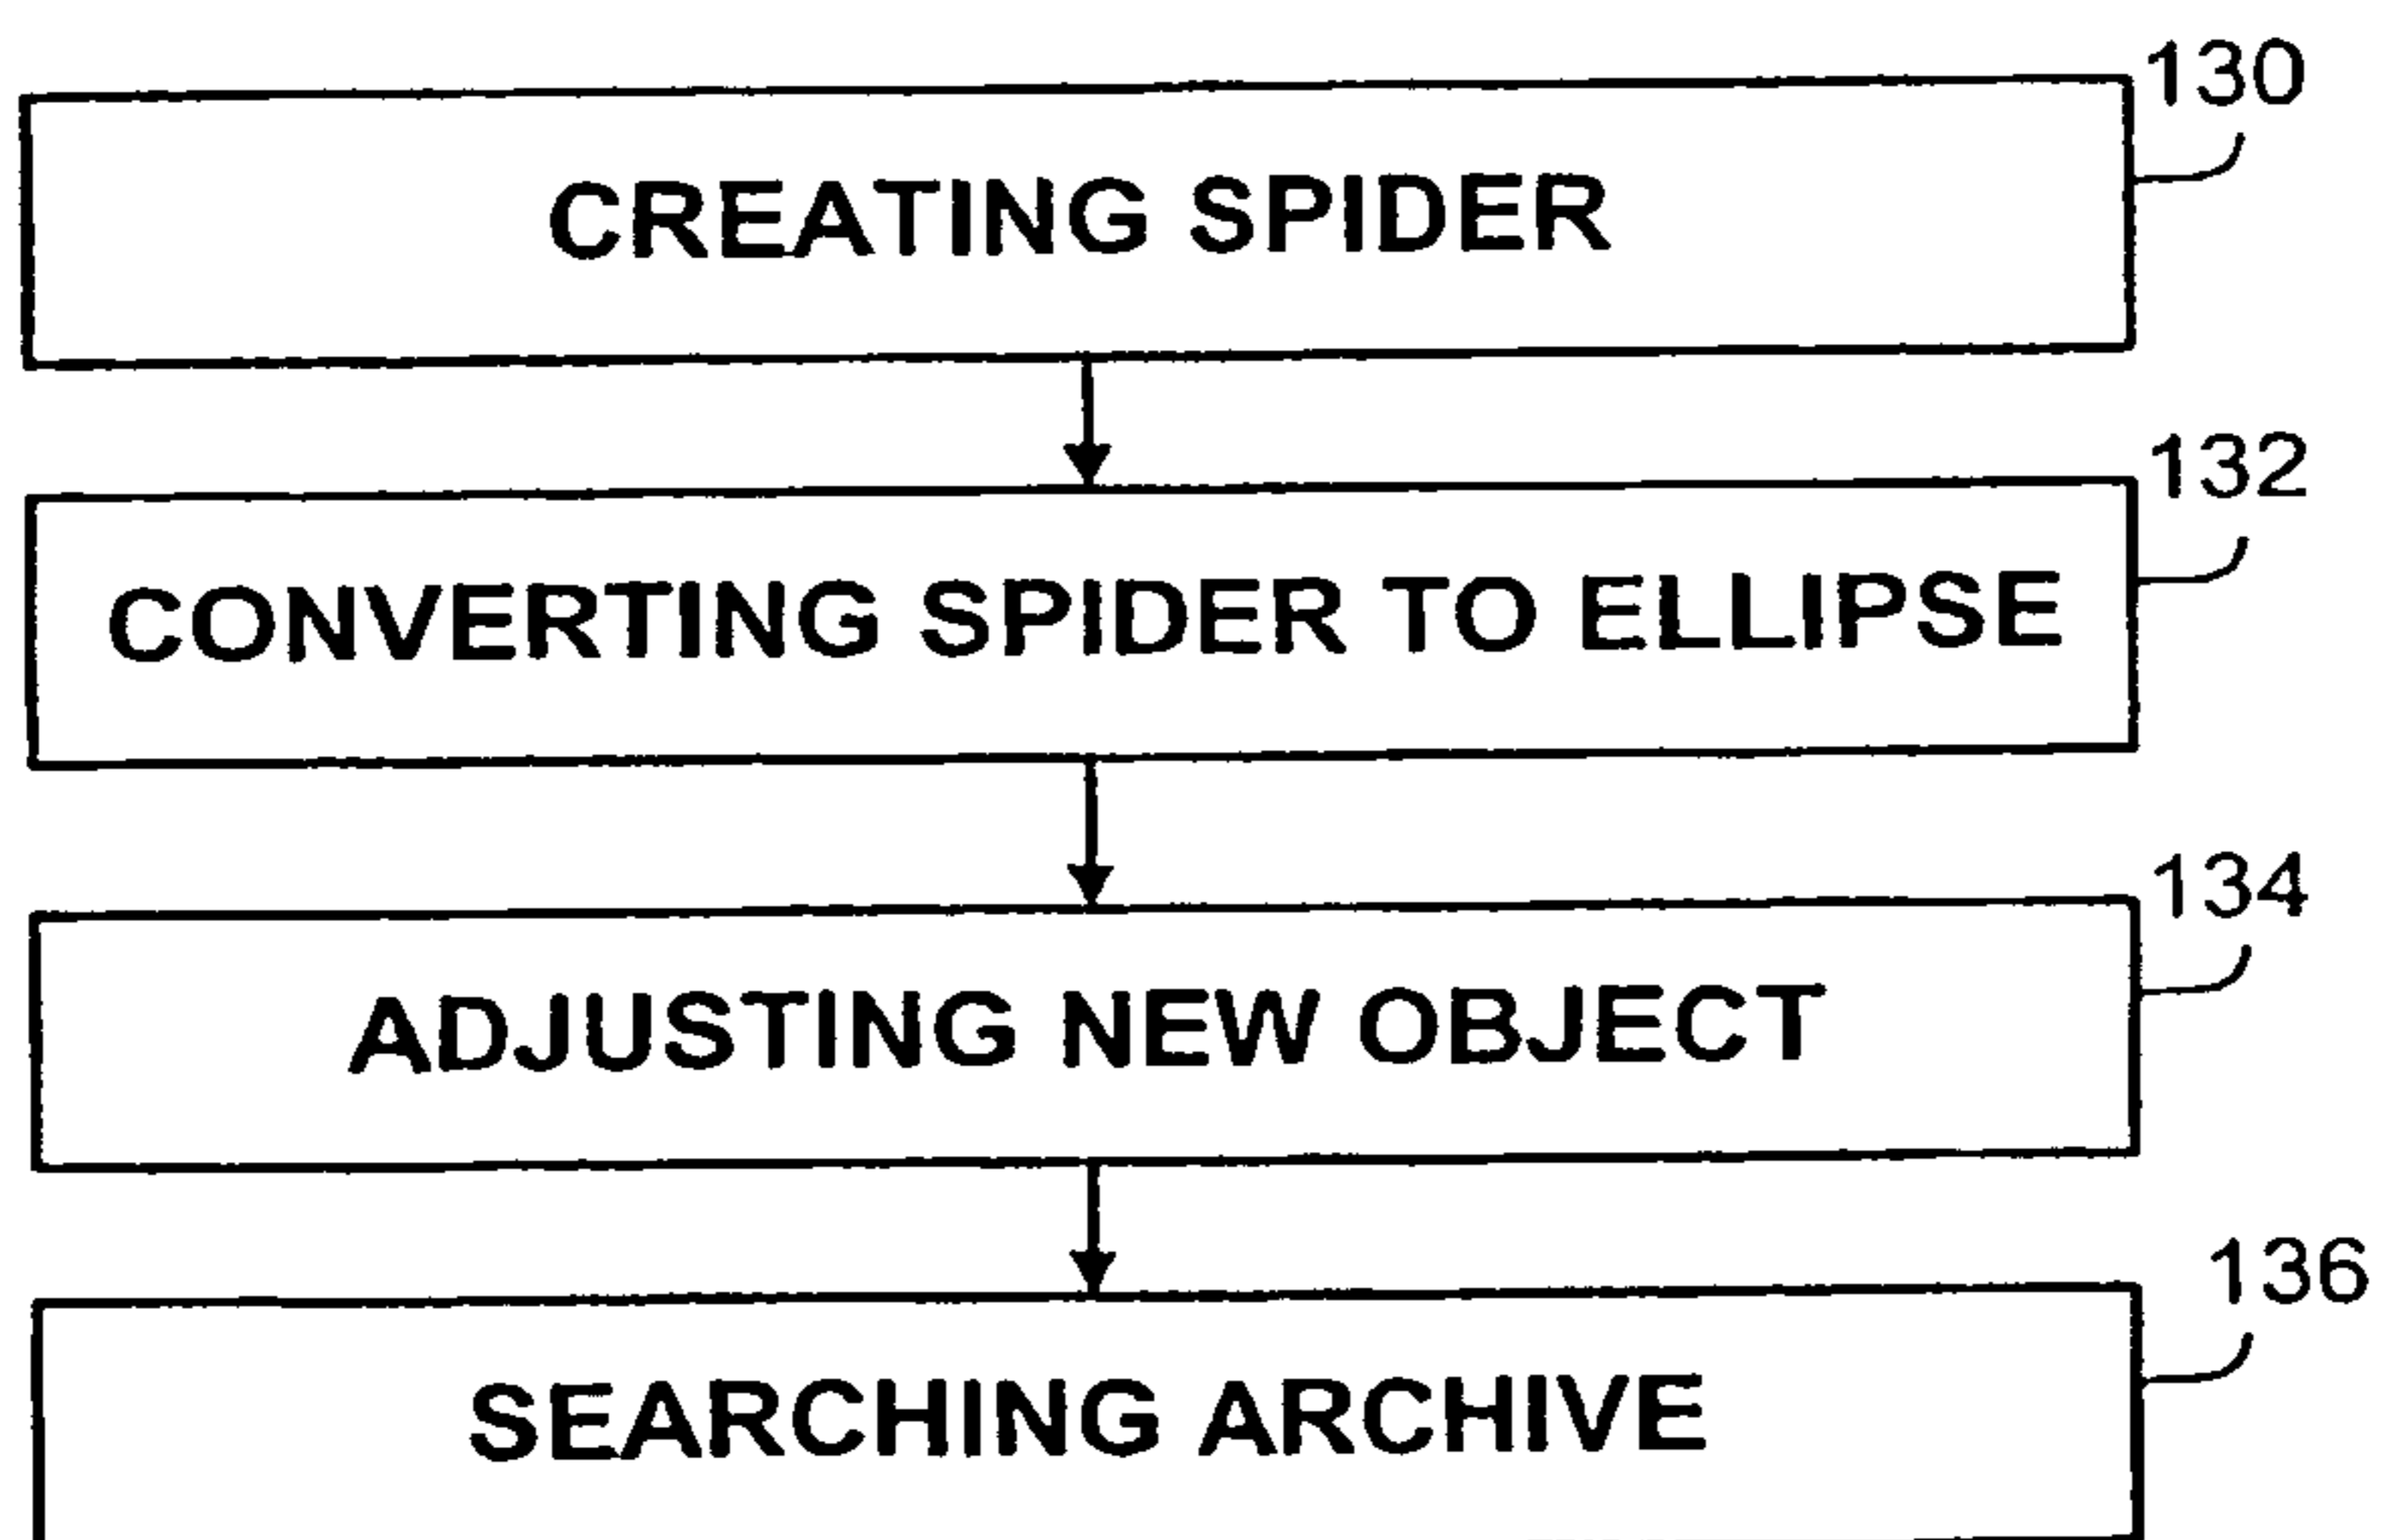 130
CREATING SPIDER
132
CONVERTING SPIDER TO ELLIPSE
134
ADJUSTING NEW OBJECT
136
SEARCHING ARCHIVE